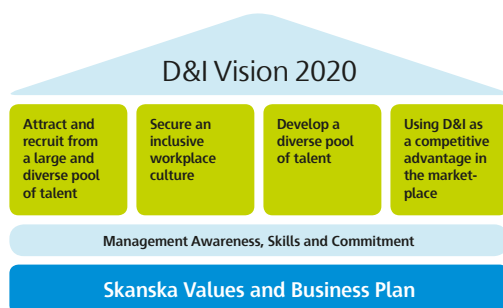 D&I Vision 2020
Attract and
recruit from
a large and
diverse pool
of talent
Secure an
inclusive
workplace
culture
Develop a
diverse pool
of talent
Using D&I as
a competitive
advantage in
the market-
place
Management Awareness, Skills and Commitment
Skanska Values and Business Plan